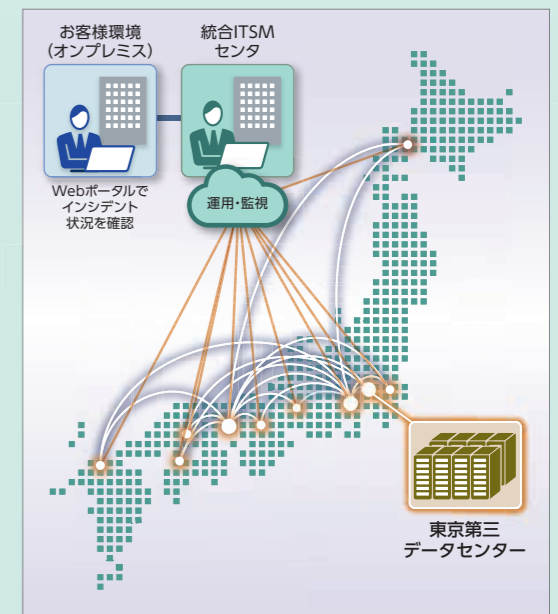 お客様環境
(オンプレミス)
統合ITSM
センタ
Webポータルで
インシデント
状況を確認
運用・監視
東京第三
データセンター